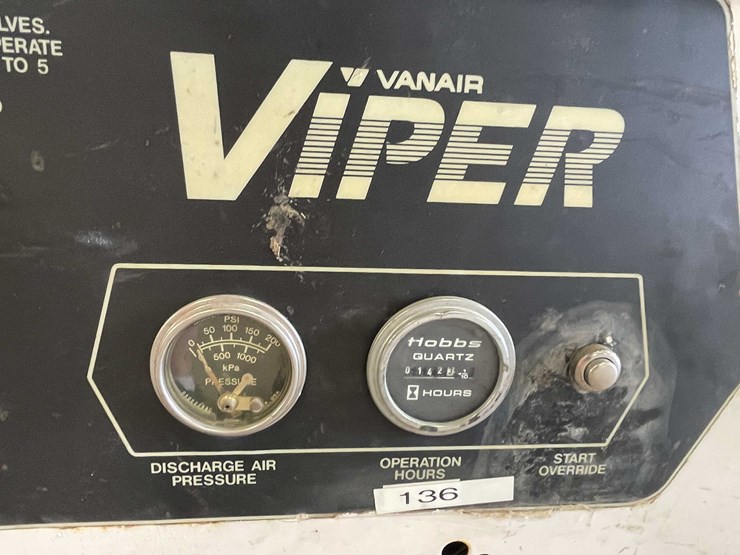 LVES.
ERATE
TO 5
VANAIR
VIPER
PSI
0 50 100 150 200
500 1000
kPa
PRESSURE
Hobbs
QUARTZ
HOURS
DISCHARGE AIR
PRESSURE
OPERATION
HOURS
START
OVERRIDE
136